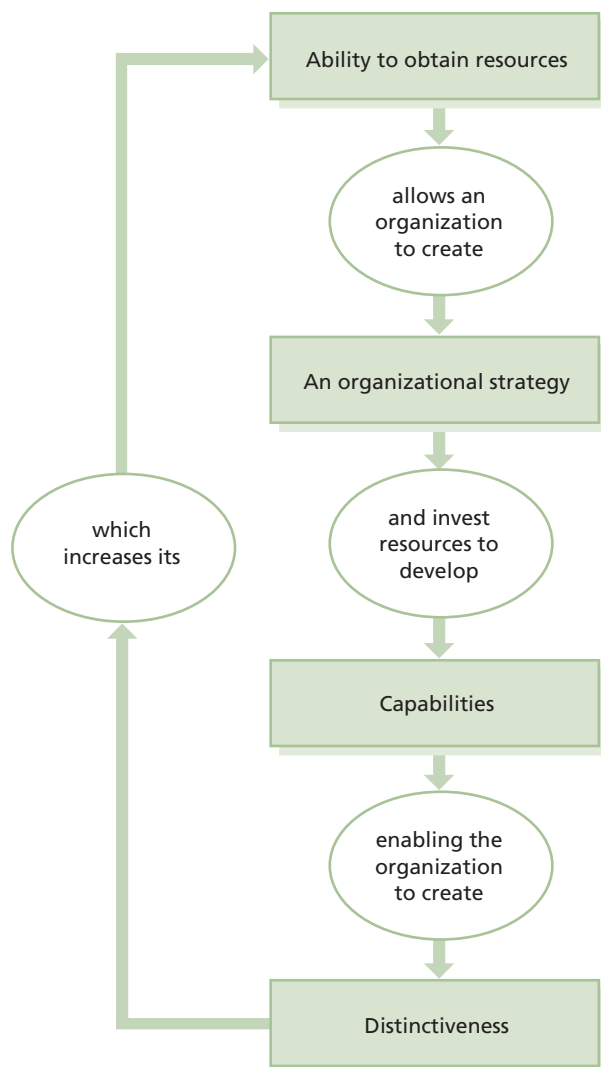 Ability to obtain resources
allows an
organization
to create
An organizational strategy
and invest
resources to
develop
Capabilities
enabling the
organization
to create
Distinctiveness
which
increases its